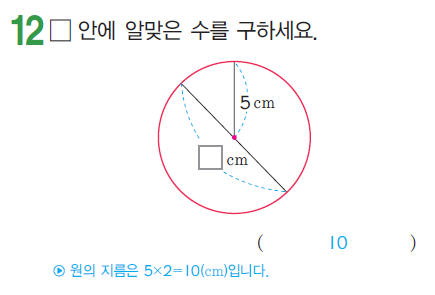 12 □ 안에 알맞은 수를 구하세요.
5 cm
□ cm
( 10 )
▶ 원의 지름은 5×2=10(cm)입니다.